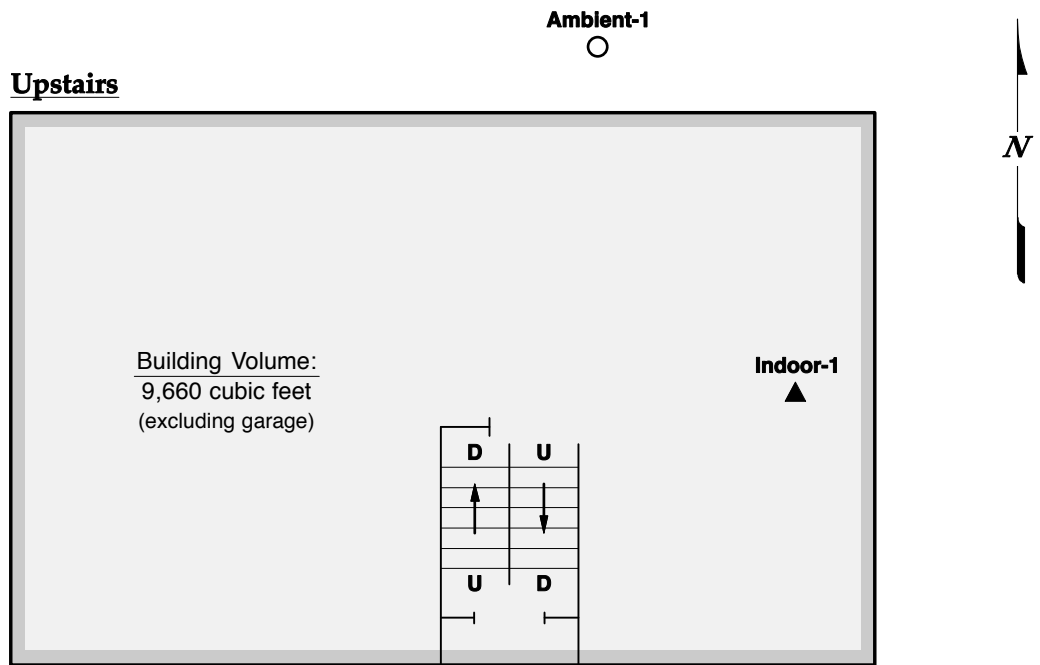 Ambient-1
Upstairs
N
Building Volume:
9,660 cubic feet
(excluding garage)
Indoor-1
D U
U D